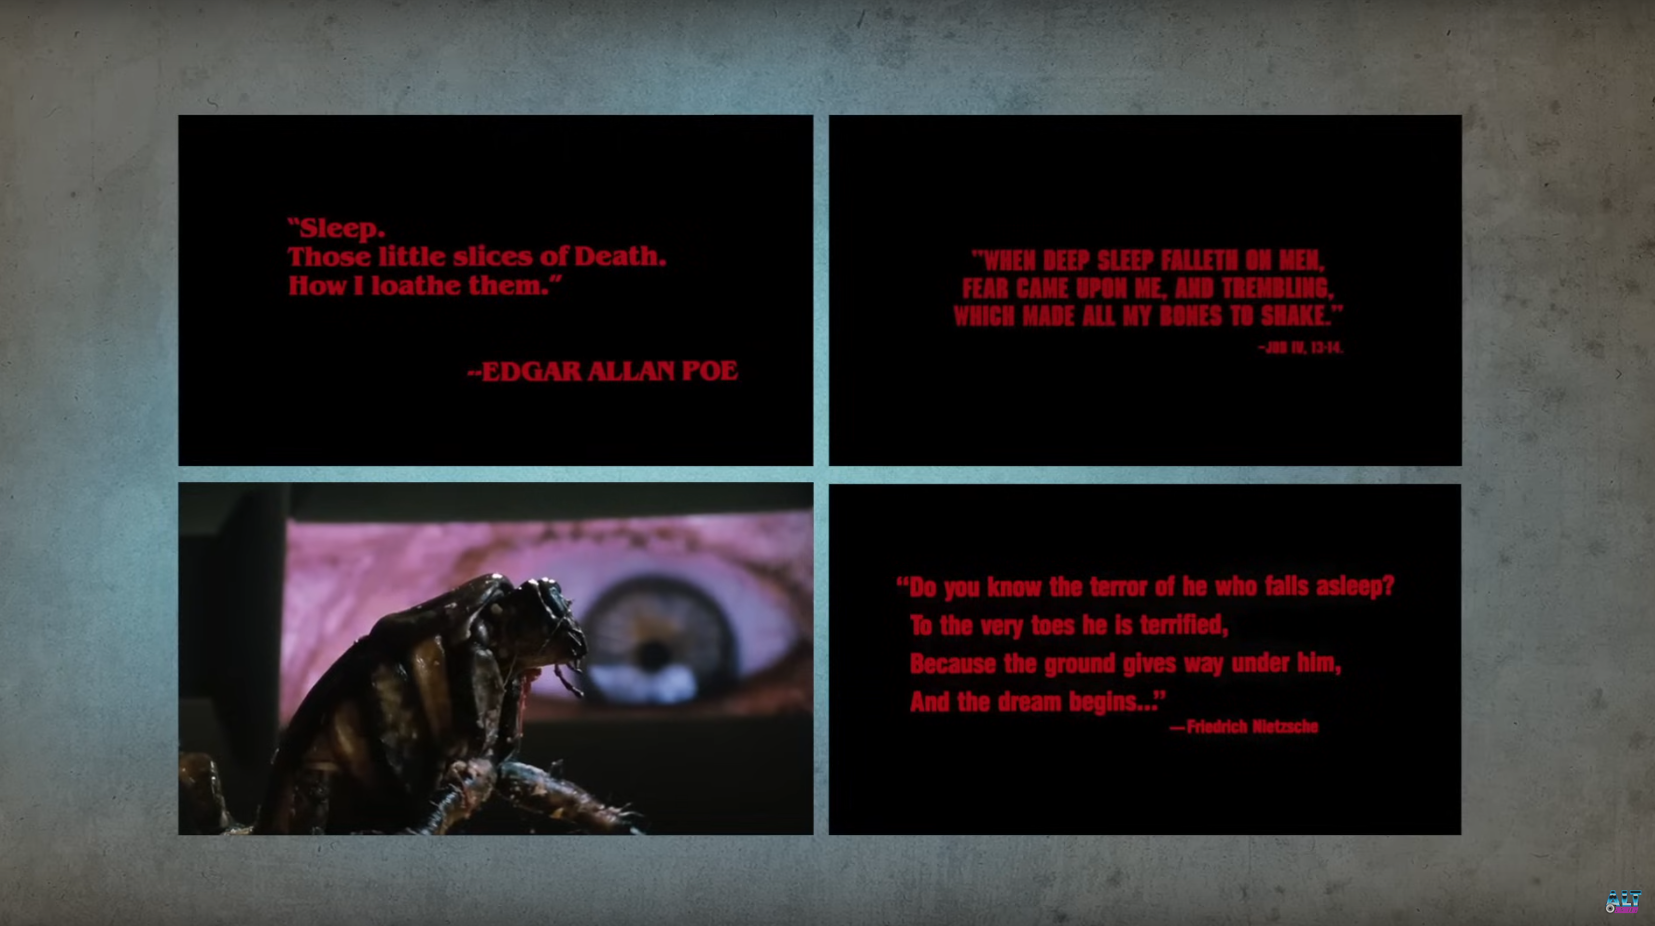 “Sleep.
Those little slices of Death.
How I loathe them.”
--EDGAR ALLAN POE
"WHEN DEEP SLEEP FALLETH ON MEN,
FEAR CAME UPON ME, AND TREMBLING,
WHICH MADE ALL MY BONES TO SHAKE."
–JOB IV, 13-14.
“Do you know the terror of he who falls asleep?
To the very toes he is terrified,
Because the ground gives way under him,
And the dream begins...”
—Friedrich Nietzsche
ALT